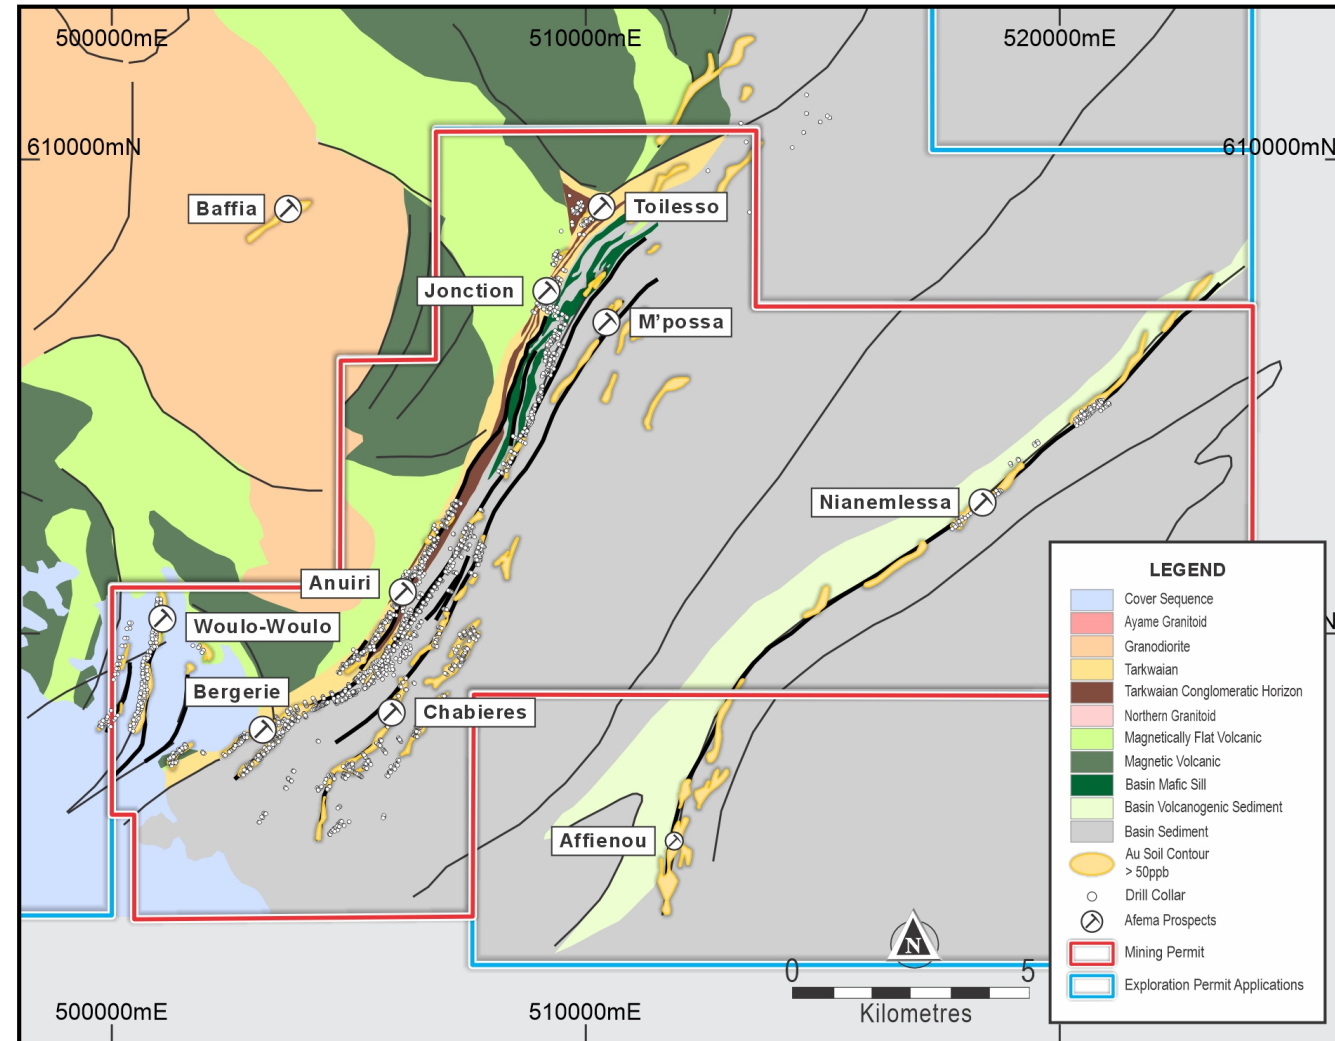 500000mE
510000mE
520000mE
610000mN
610000mN
Baffia
Toilesso
Jonction
M'possa
Nianemlessa
Anuiri
Woulo-Woulo
N
Bergerie
Chabieres
Affienou
LEGEND
Cover Sequence
Ayame Granitoid
Granodiorite
Tarkwaian
Tarkwaian Conglomeratic Horizon
Northern Granitoid
Magnetically Flat Volcanic
Magnetic Volcanic
Basin Mafic Sill
Basin Volcanogenic Sediment
Basin Sediment
Au Soil Contour
> 50ppb
Drill Collar
Afema Prospects
Mining Permit
Exploration Permit Applications
N
0 5
Kilometres
500000mE
510000mE